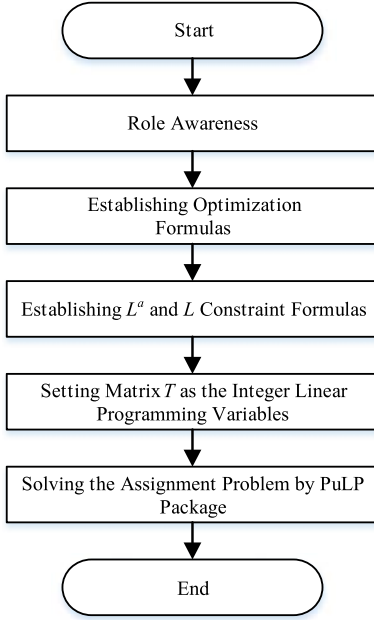 Start
Role Awareness
Establishing Optimization
Formulas
Establishing Lᵃ and L Constraint Formulas
Setting Matrix T as the Integer Linear
Programming Variables
Solving the Assignment Problem by PuLP
Package
End